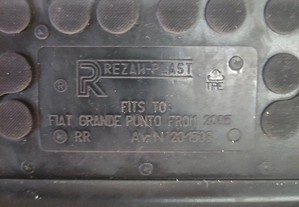 REZAW-PLAST
R
TPE
FITS TO:
FIAT GRANDE PUNTO FROM 2005
RR